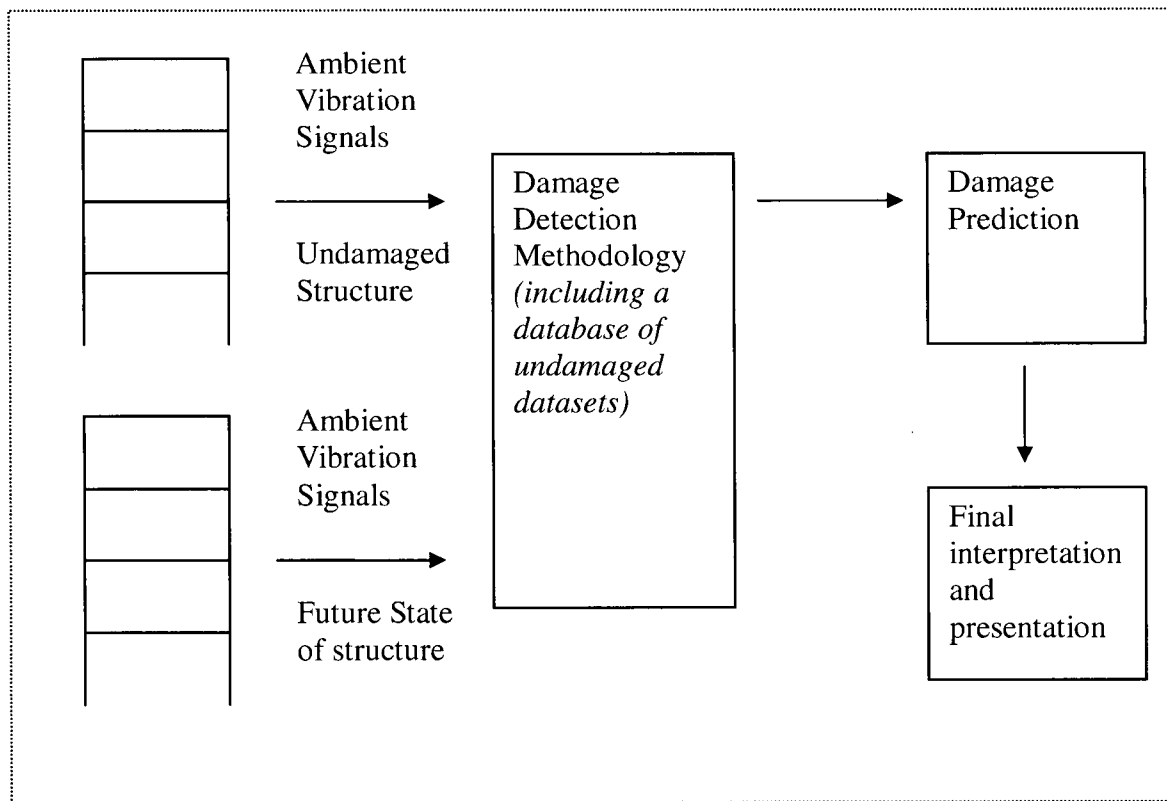 Ambient
Vibration
Signals
Undamaged
Structure
Ambient
Vibration
Signals
Future State
of structure
Damage
Detection
Methodology
(including a
database of
undamaged
datasets)
Damage
Prediction
Final
interpretation
and
presentation